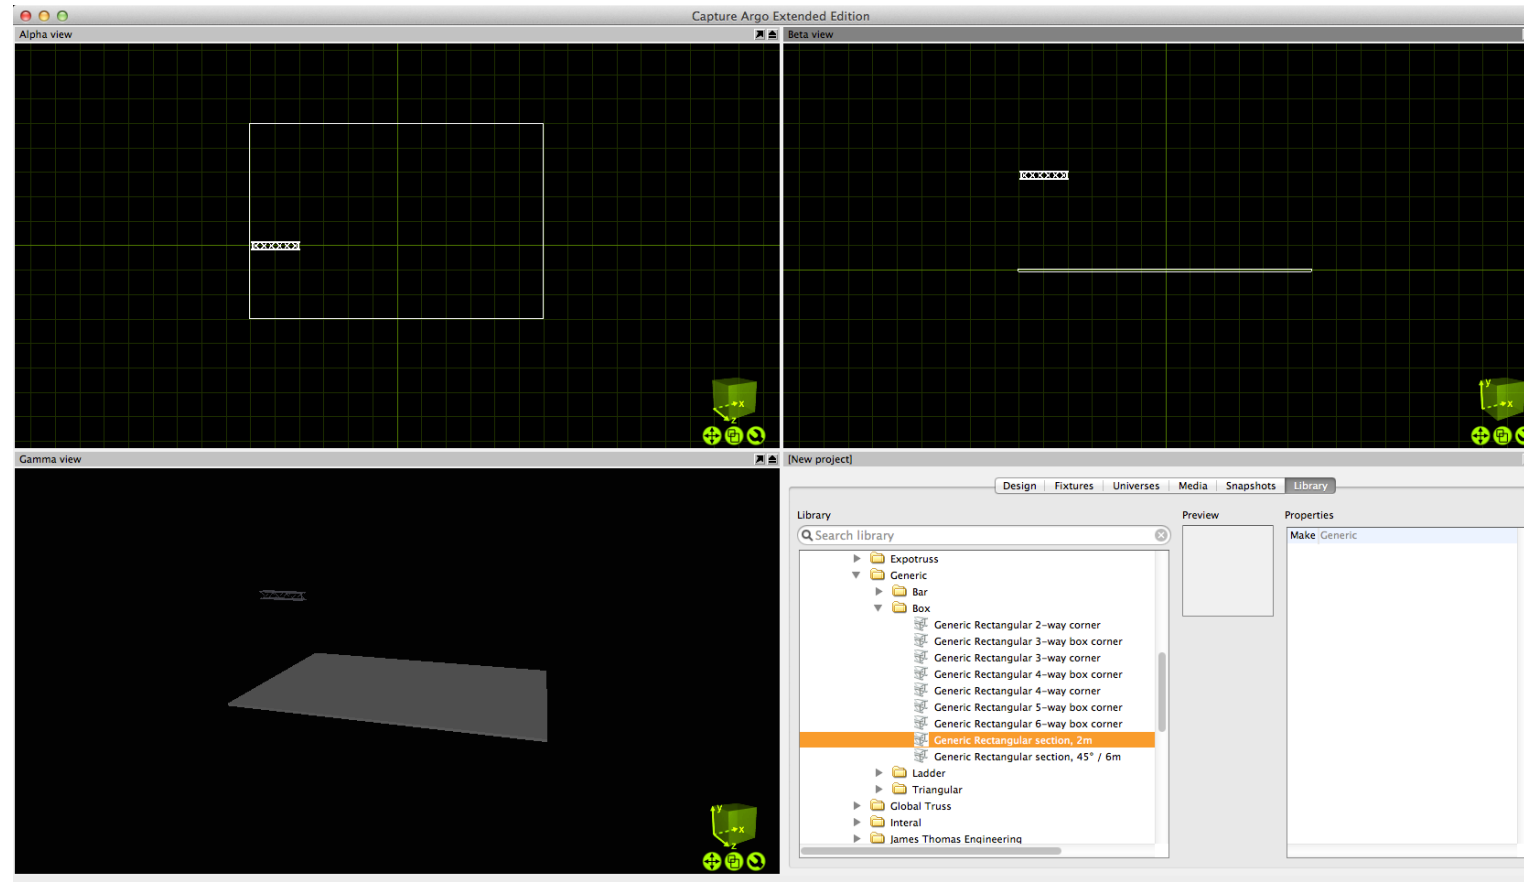 Capture Argo Extended Edition
Alpha view
Beta view
x
z
y
x
Gamma view
[New project]
Design Fixtures Universes Media Snapshots Library
Library
Preview
Properties
Search library
Make Generic
Expotruss
Generic
Bar
Box
Generic Rectangular 2-way corner
Generic Rectangular 3-way box corner
Generic Rectangular 3-way corner
Generic Rectangular 4-way box corner
Generic Rectangular 4-way corner
Generic Rectangular 5-way box corner
Generic Rectangular 6-way box corner
Generic Rectangular section, 2m
Generic Rectangular section, 45° / 6m
Ladder
Triangular
Global Truss
Interal
James Thomas Engineering
y
x
z